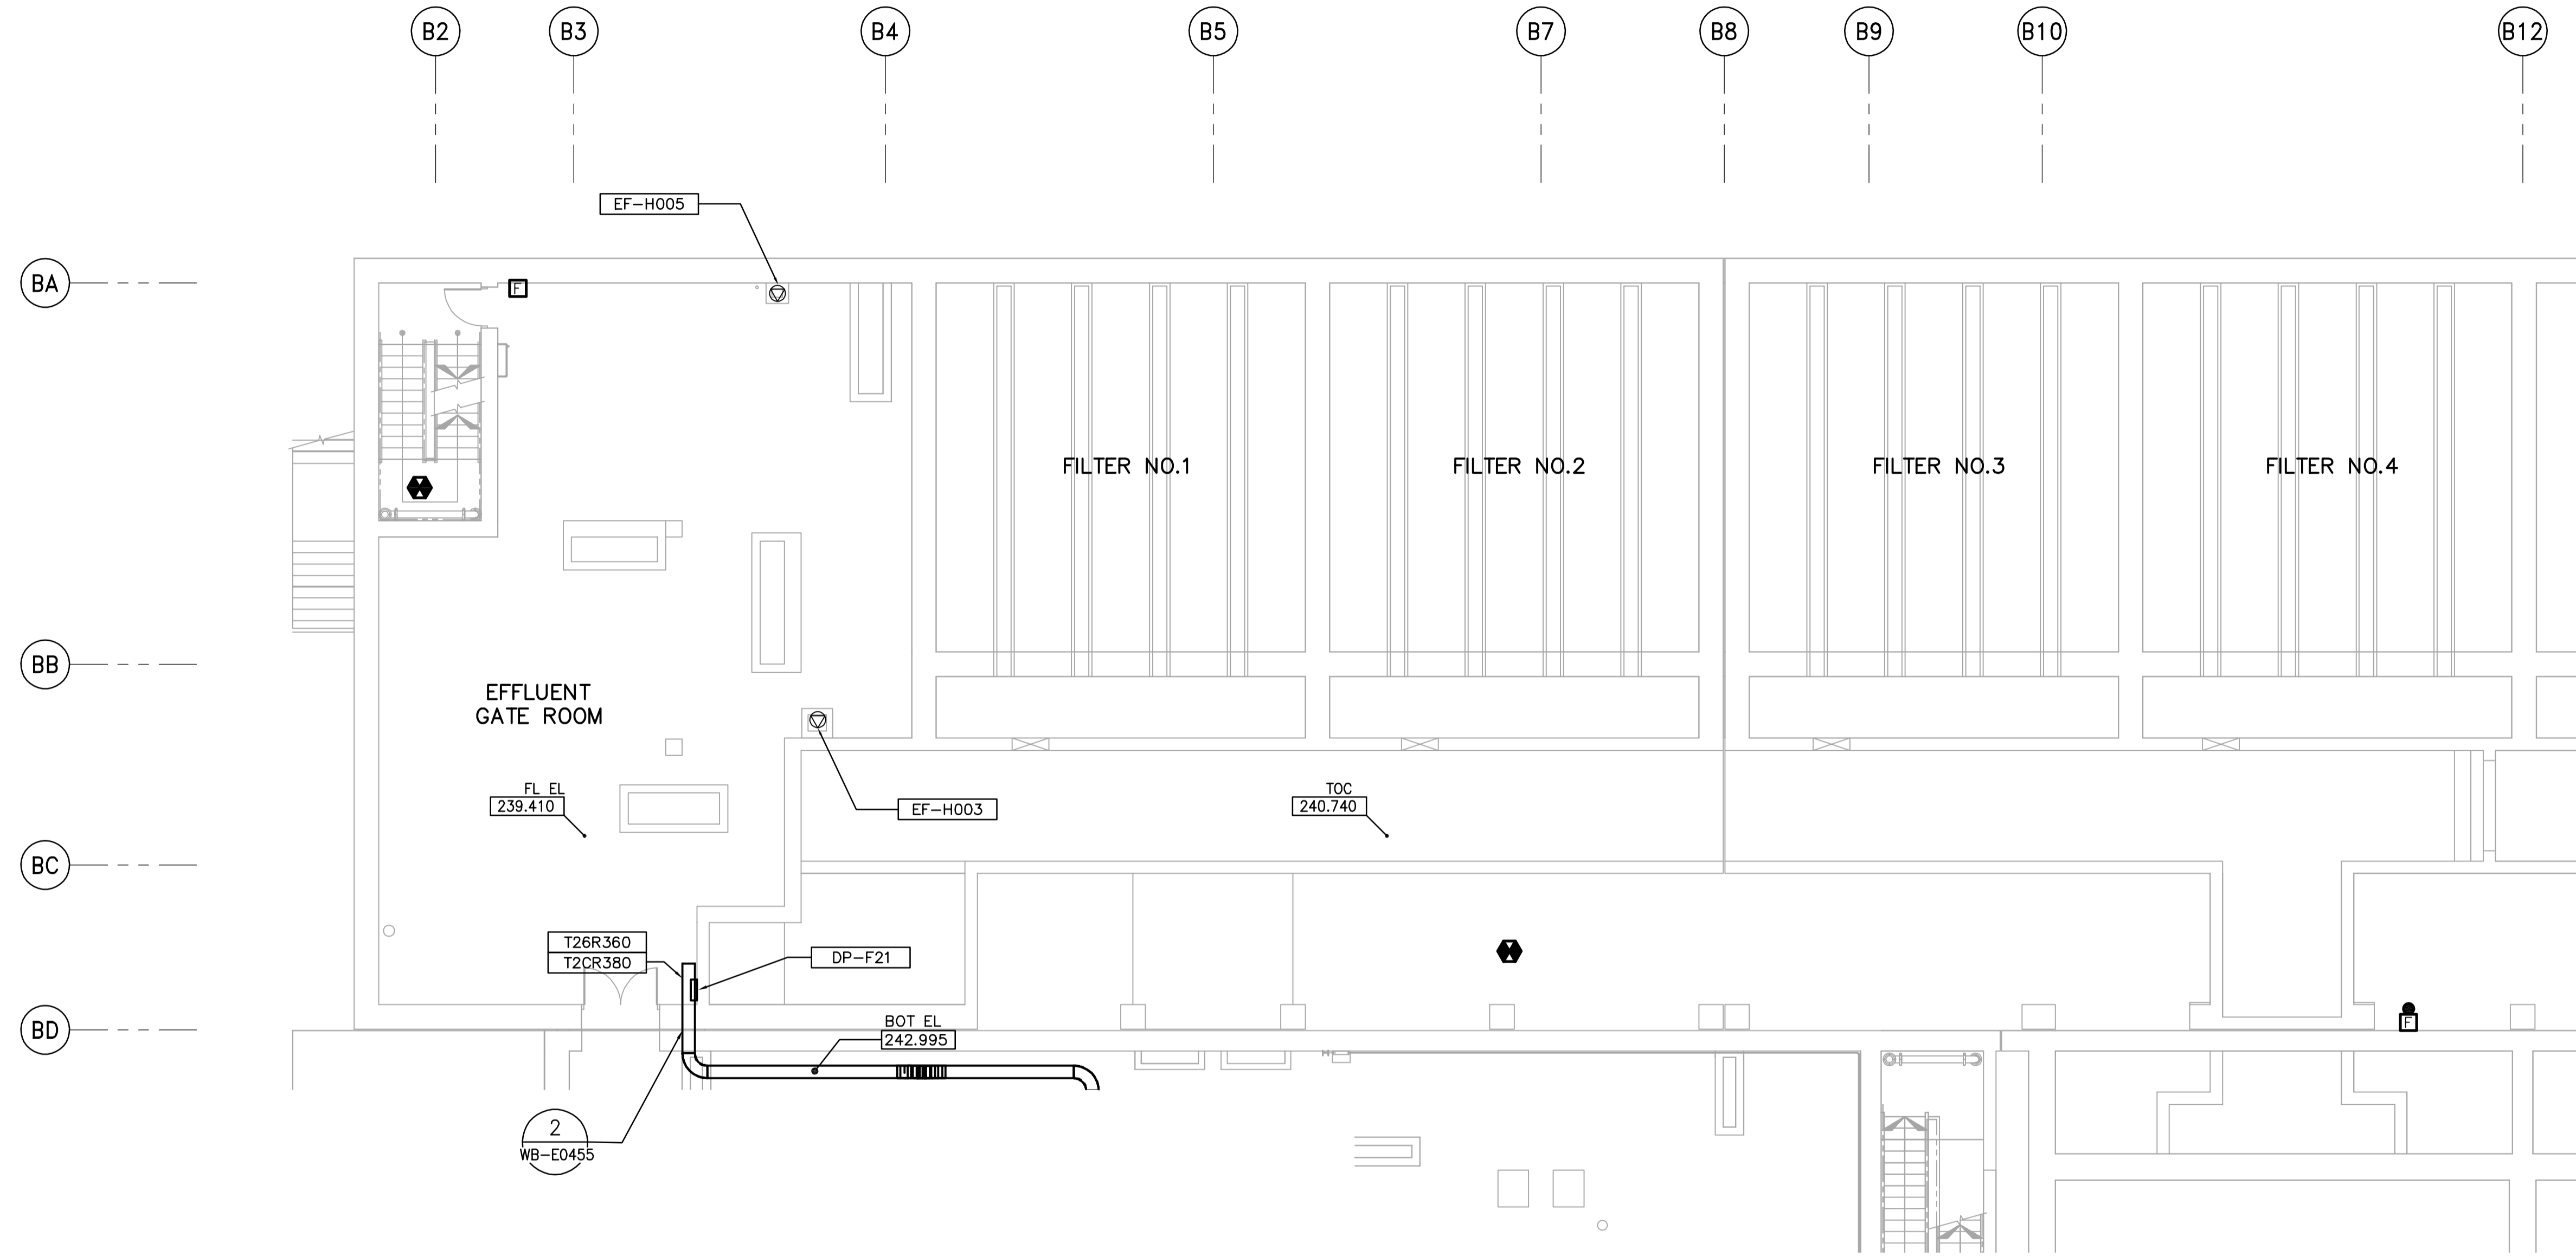 B2
B3
B4
B5
B7
B8
B9
B10
B12
EF-H005
BA
F
FILTER NO.1
FILTER NO.2
FILTER NO.3
FILTER NO.4
BB
EFFLUENT
GATE ROOM
FL EL
239.410
EF-H003
TOC
240.740
BC
T26R360
T2CR380
DP-F21
BD
BOT EL
242.995
F
2
WB-E0455